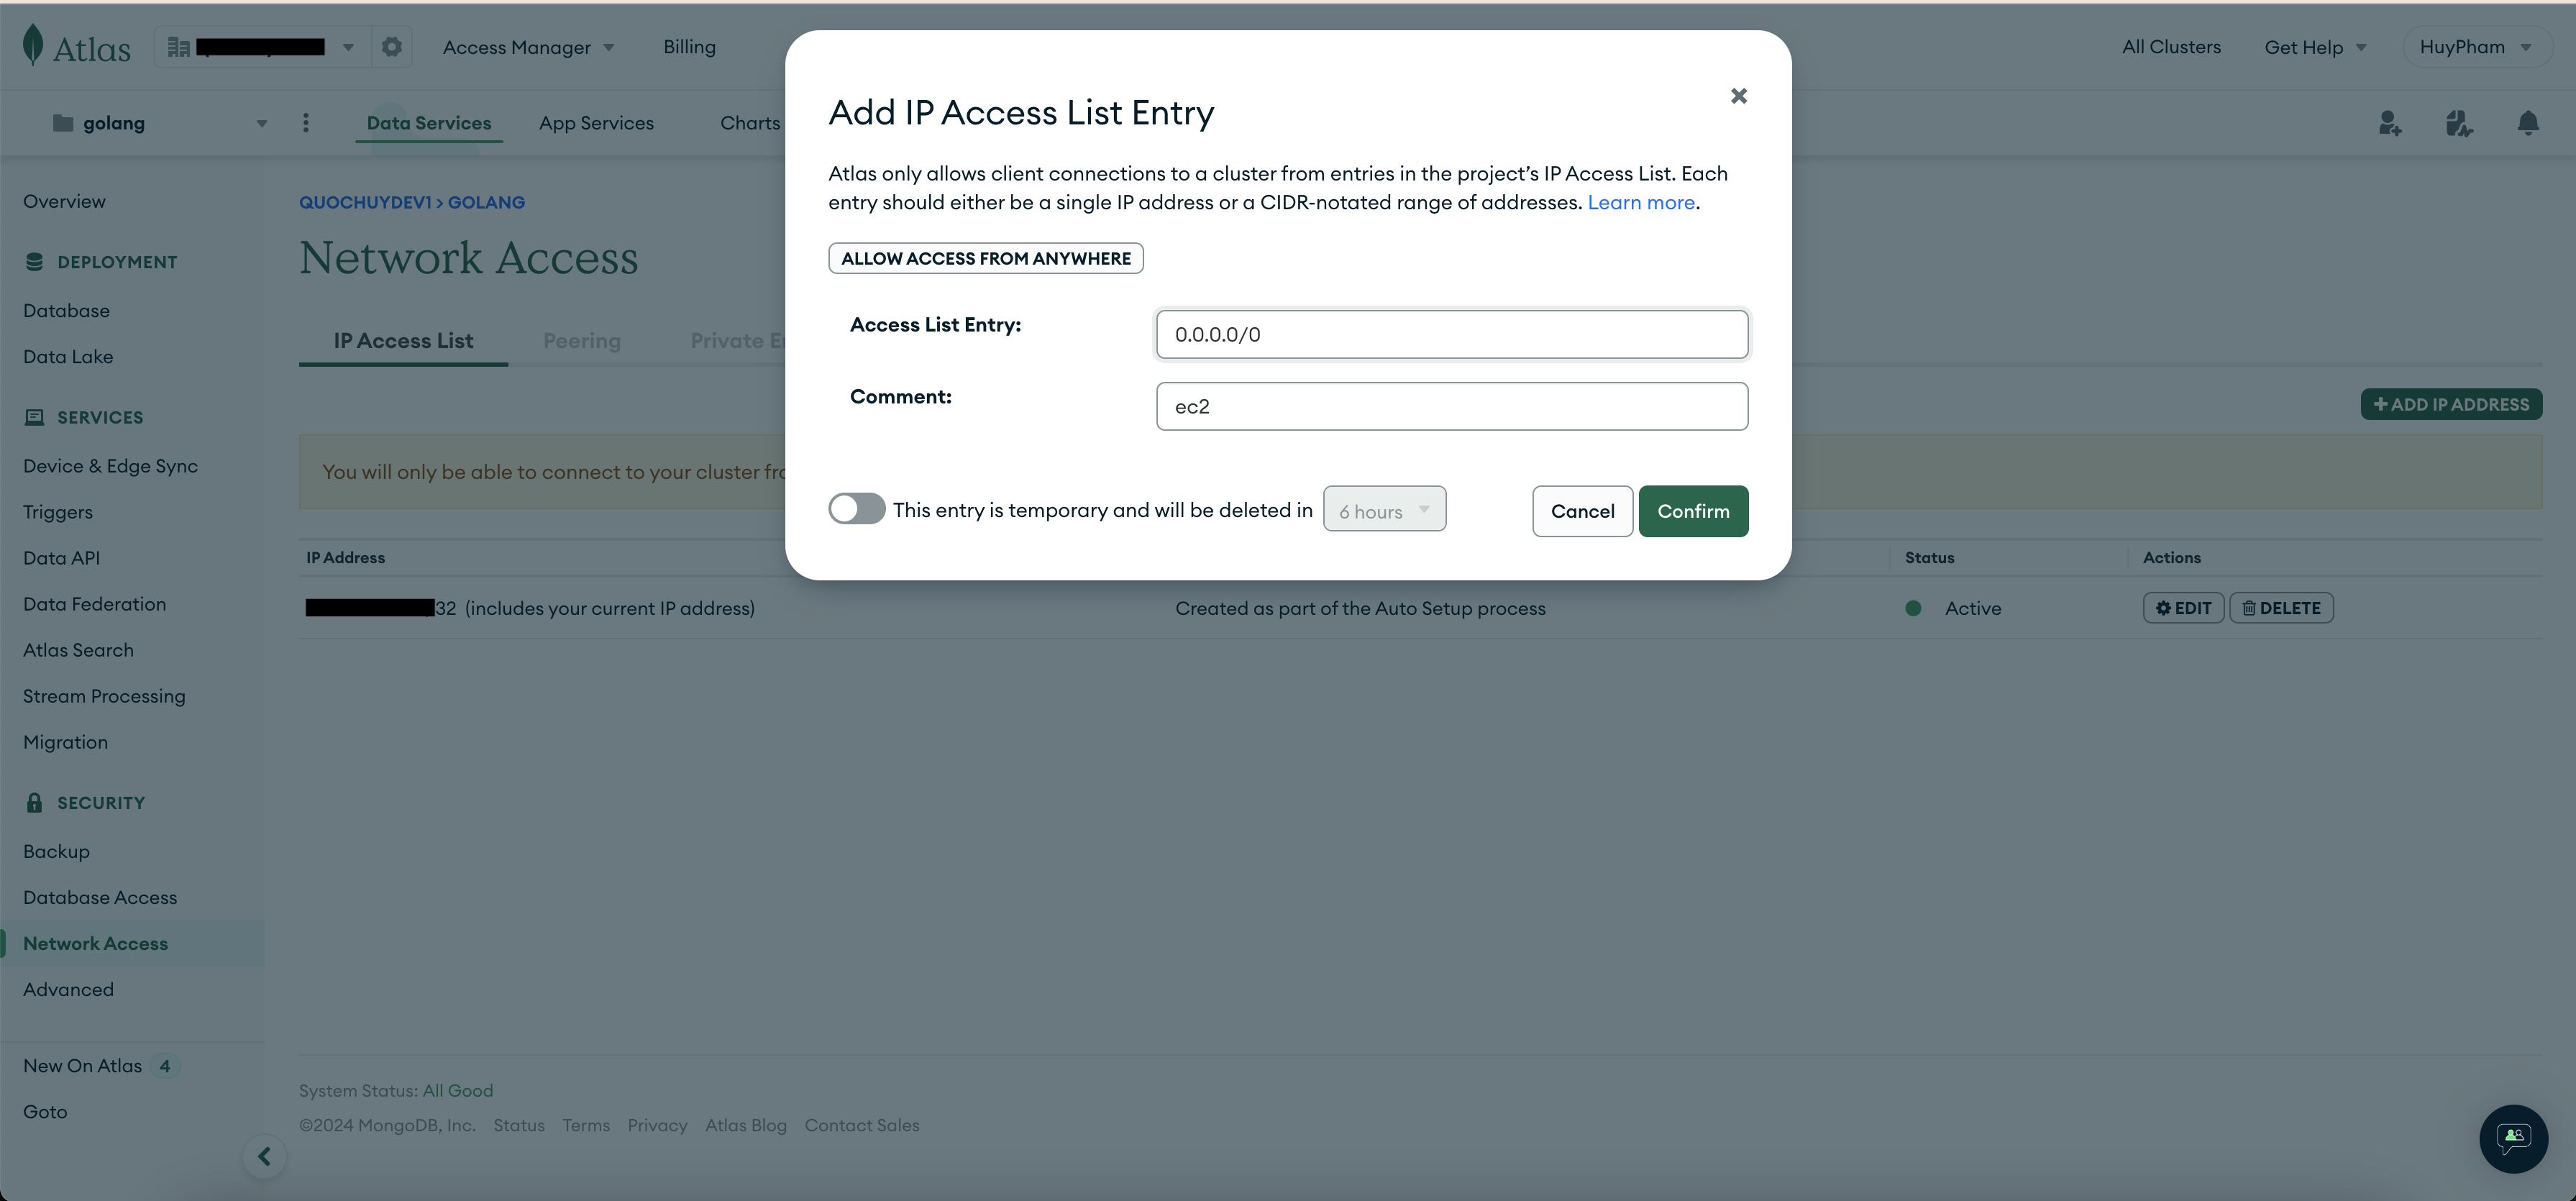 Atlas
Access Manager
Billing
All Clusters
Get Help
HuyPham
golang
Data Services
App Services
Charts
Overview
DEPLOYMENT
Database
Data Lake
SERVICES
Device & Edge Sync
Triggers
Data API
Data Federation
Atlas Search
Stream Processing
Migration
SECURITY
Backup
Database Access
Network Access
Advanced
New On Atlas 4
Goto
QUOCHUYDEV1 > GOLANG
Network Access
IP Access List
Peering
Private
+ ADD IP ADDRESS
You will only be able to connect to your cluster
Add IP Access List Entry
Atlas only allows client connections to a cluster from entries in the project’s IP Access List. Each
entry should either be a single IP address or a CIDR-notated range of addresses. Learn more.
ALLOW ACCESS FROM ANYWHERE
Access List Entry:
0.0.0.0/0
Comment:
ec2
This entry is temporary and will be deleted in
6 hours
Cancel
Confirm
IP Address
Status
Actions
32 (includes your current IP address)
Created as part of the Auto Setup process
Active
EDIT
DELETE
System Status: All Good
©2024 MongoDB, Inc. Status Terms Privacy Atlas Blog Contact Sales